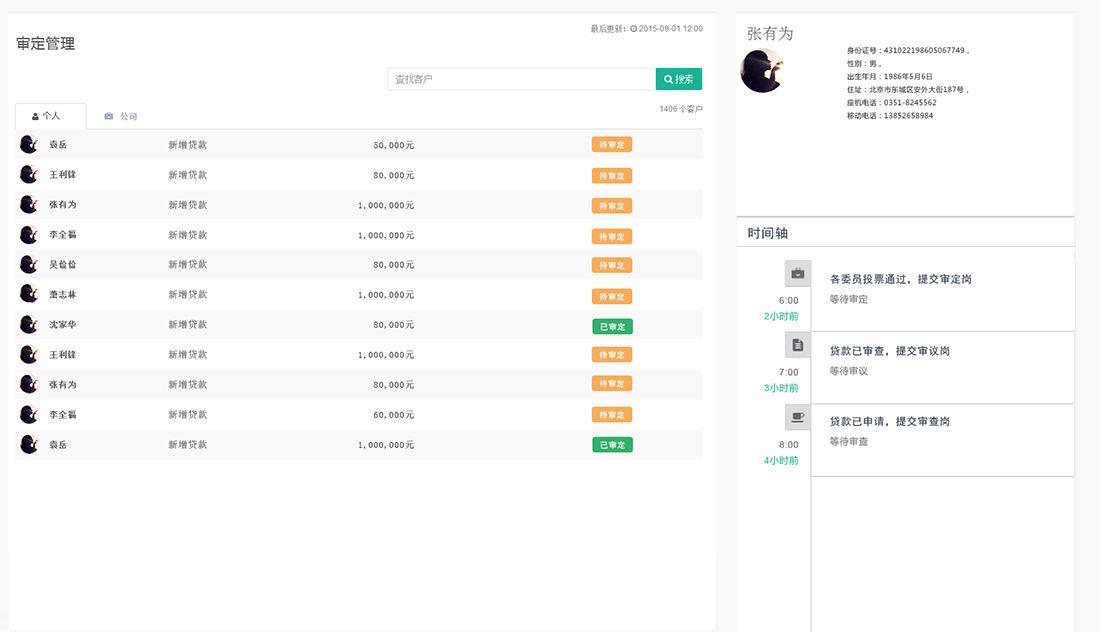 最后更新：2015-09-01 12:00
审定管理
查找客户 搜索
个人 公司 1406 个客户
袁岳 新增贷款 50,000元 待审定
王利锋 新增贷款 80,000元 待审定
张有为 新增贷款 1,000,000元 待审定
李全福 新增贷款 1,000,000元 待审定
吴俭俭 新增贷款 80,000元 待审定
萧志林 新增贷款 1,000,000元 待审定
沈家华 新增贷款 80,000元 已审定
王利锋 新增贷款 1,000,000元 待审定
张有为 新增贷款 80,000元 待审定
李全福 新增贷款 60,000元 待审定
袁岳 新增贷款 1,000,000元 已审定
张有为
身份证号：431022198605067749，
性别：男，
出生年月：1986年5月6日
住址：北京市东城区安外大街187号，
座机电话：0351-8245562
移动电话：13852658984
时间轴
各委员投票通过，提交审定岗
等待审定
6:00
2小时前
贷款已审查，提交审议岗
等待审议
7:00
3小时前
贷款已申请，提交审查岗
等待审查
8:00
4小时前